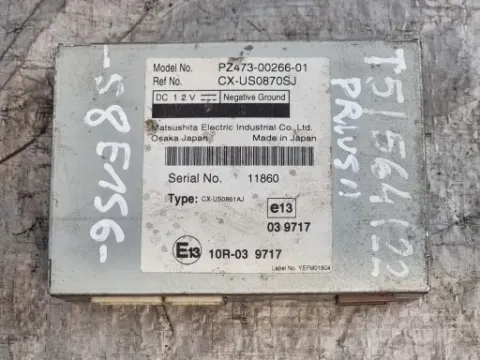 Model No. PZ473-00266-01
Ref No. CX-US0870SJ
DC 12V Negative Ground
Matsushita Electric Industrial Co., Ltd.
Osaka Japan Made in Japan
Serial No. 11860
Type: CX-US0861AJ
e13
03 9717
E13 10R-03 9717
Label No. YEFM01804
T51564122
PRIUS II